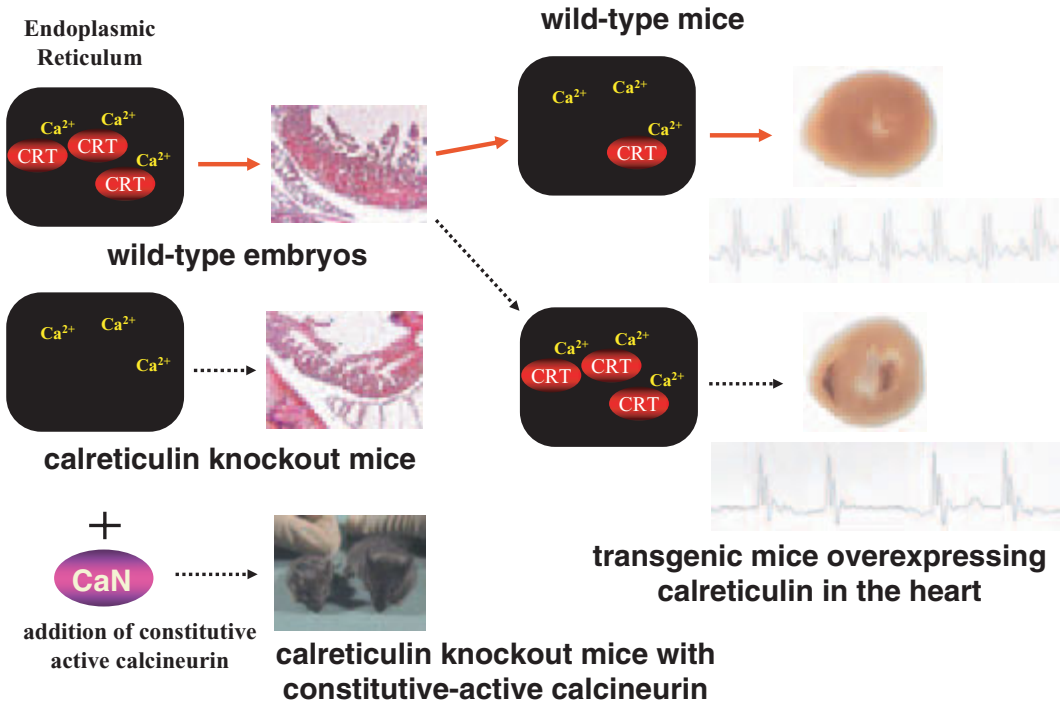 Endoplasmic
Reticulum
Ca²⁺
Ca²⁺
CRT
CRT
Ca²⁺
CRT
wild-type embryos
wild-type mice
Ca²⁺
Ca²⁺
Ca²⁺
CRT
Ca²⁺
Ca²⁺
Ca²⁺
calreticulin knockout mice
Ca²⁺
Ca²⁺
CRT
CRT
Ca²⁺
CRT
transgenic mice overexpressing
calreticulin in the heart
+
CaN
addition of constitutive
active calcineurin
calreticulin knockout mice with
constitutive-active calcineurin